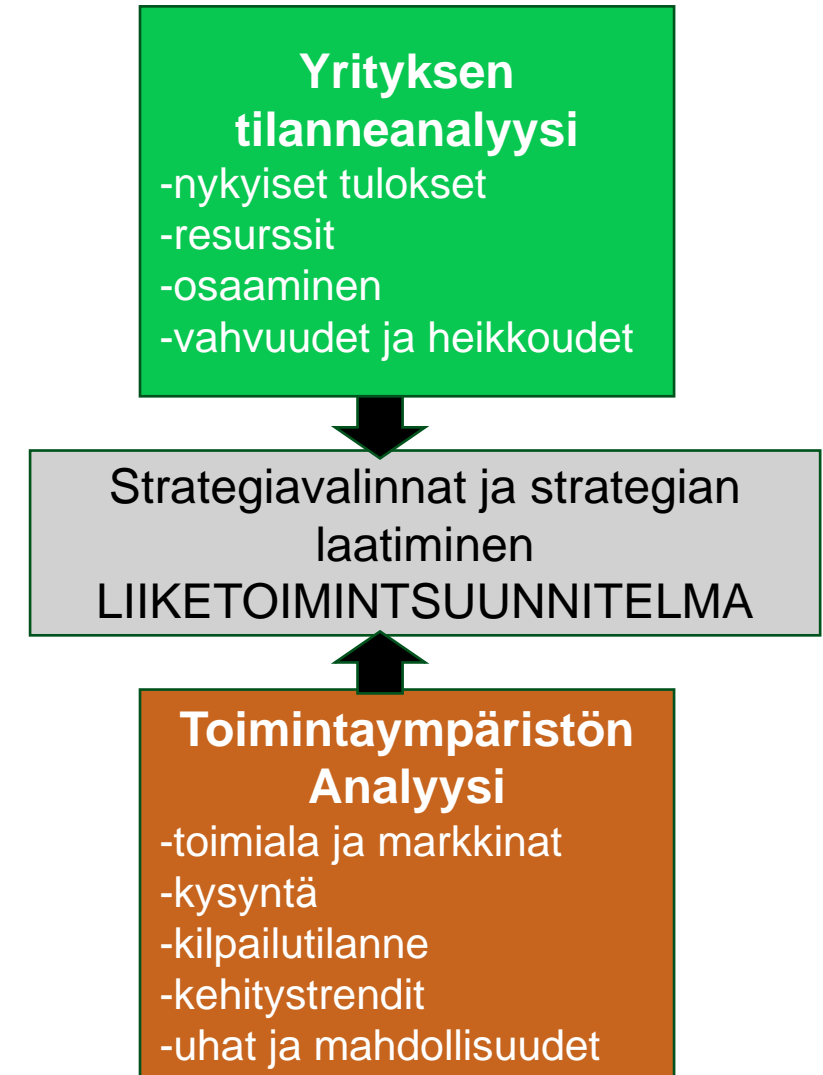 Yrityksen
tilanneanalyysi
-nykyiset tulokset
-resurssit
-osaaminen
-vahvuudet ja heikkoudet
Strategiavalinnat ja strategian
laatiminen
LIIKETOIMINTSUUNNITELMA
Toimintaympäristön
Analyysi
-toimiala ja markkinat
-kysyntä
-kilpailutilanne
-kehitystrendit
-uhat ja mahdollisuudet